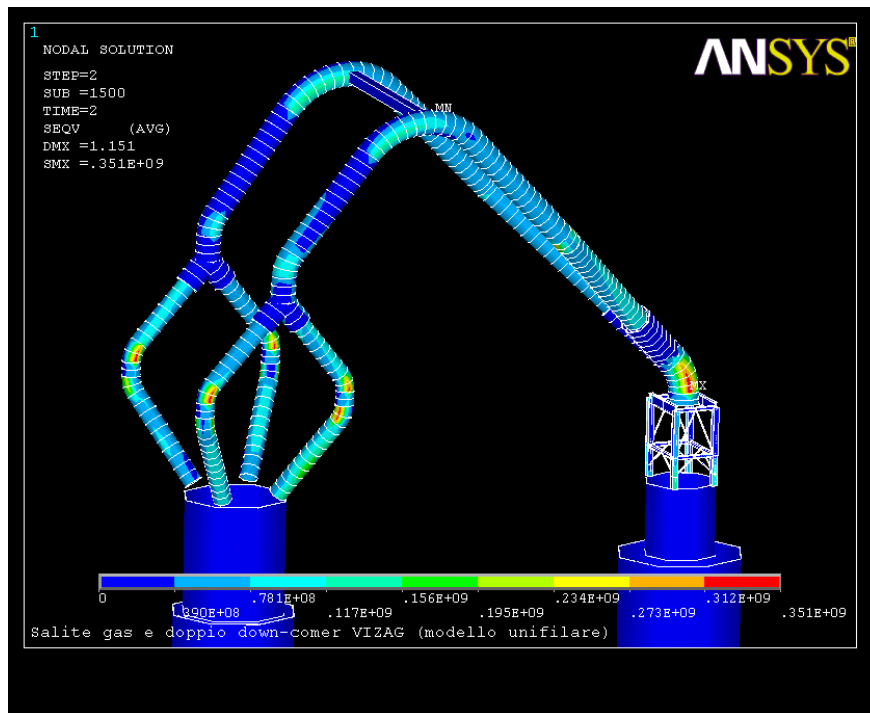 1
NODAL SOLUTION
STEP=2
SUB =1500
TIME=2
SEQV (AVG)
DMX =1.151
SMX =.351E+09
ANSYS®
MN
MX
0 .781E+08 .156E+09 .234E+09 .312E+09
.390E+08 .117E+09 .195E+09 .273E+09 .351E+09
Salite gas e doppio down-comer VIZAG (modello unifilare)